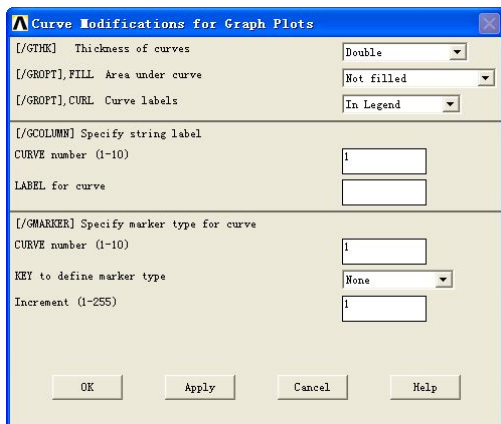 Curve Modifications for Graph Plots
[/GTHK] Thickness of curves Double
[/GROPT],FILL Area under curve Not filled
[/GROPT],CURL Curve labels In Legend
[/GCOLUMN] Specify string label
CURVE number (1-10) 1
LABEL for curve
[/GMARKER] Specify marker type for curve
CURVE number (1-10) 1
KEY to define marker type None
Increment (1-255) 1
OK Apply Cancel Help